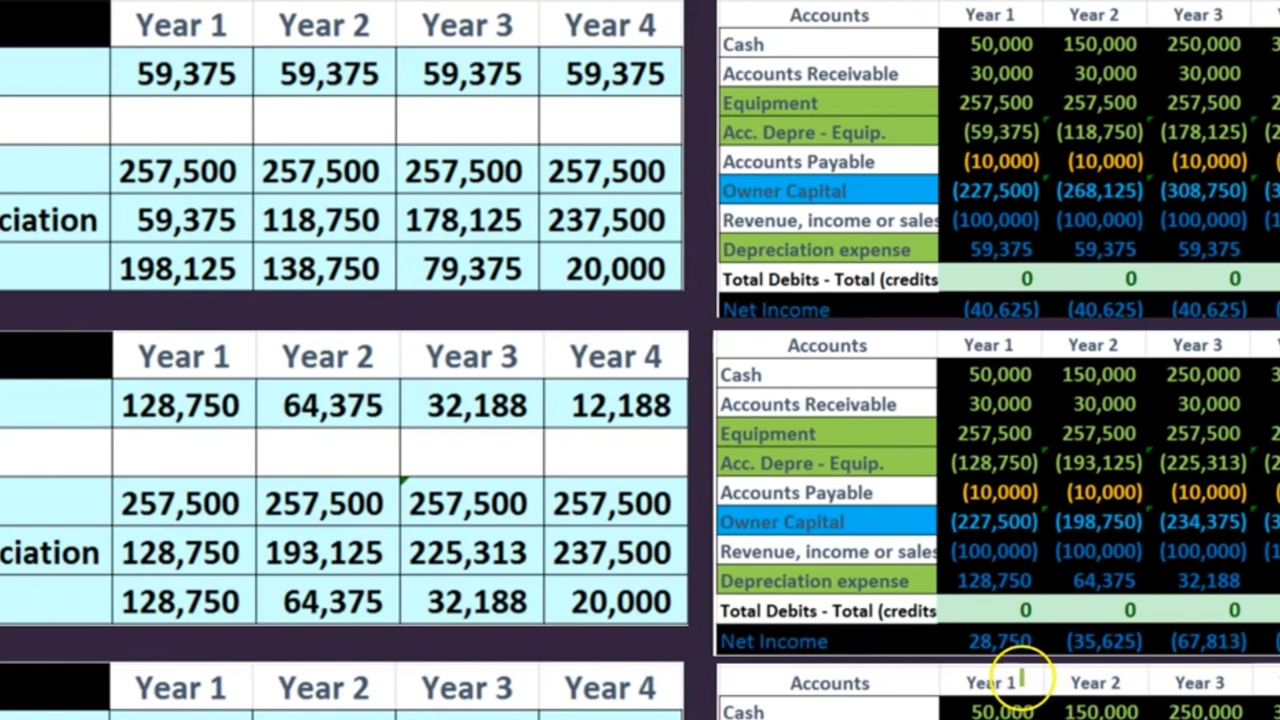 Year 1 Year 2 Year 3 Year 4
59,375 59,375 59,375 59,375
257,500 257,500 257,500 257,500
ciation 59,375 118,750 178,125 237,500
198,125 138,750 79,375 20,000
Accounts Year 1 Year 2 Year 3
Cash 50,000 150,000 250,000 3
Accounts Receivable 30,000 30,000 30,000
Equipment 257,500 257,500 257,500 2
Acc. Depre - Equip. (59,375) (118,750) (178,125) (2
Accounts Payable (10,000) (10,000) (10,000) (
Owner Capital (227,500) (268,125) (308,750) (3
Revenue, income or sales (100,000) (100,000) (100,000) (1
Depreciation expense 59,375 59,375 59,375
Total Debits - Total (credits 0 0 0
Net Income (40,625) (40,625) (40,625) (
Year 1 Year 2 Year 3 Year 4
128,750 64,375 32,188 12,188
257,500 257,500 257,500 257,500
ciation 128,750 193,125 225,313 237,500
128,750 64,375 32,188 20,000
Accounts Year 1 Year 2 Year 3
Cash 50,000 150,000 250,000 3
Accounts Receivable 30,000 30,000 30,000
Equipment 257,500 257,500 257,500 2
Acc. Depre - Equip. (128,750) (193,125) (225,313) (2
Accounts Payable (10,000) (10,000) (10,000) (
Owner Capital (227,500) (198,750) (234,375) (3
Revenue, income or sales (100,000) (100,000) (100,000) (1
Depreciation expense 128,750 64,375 32,188
Total Debits - Total (credits 0 0 0
Net Income 28,750 (35,625) (67,813) (
Year 1 Year 2 Year 3 Year 4
Accounts Year 1 Year 2 Year 3
Cash 50,000 150,000 250,000